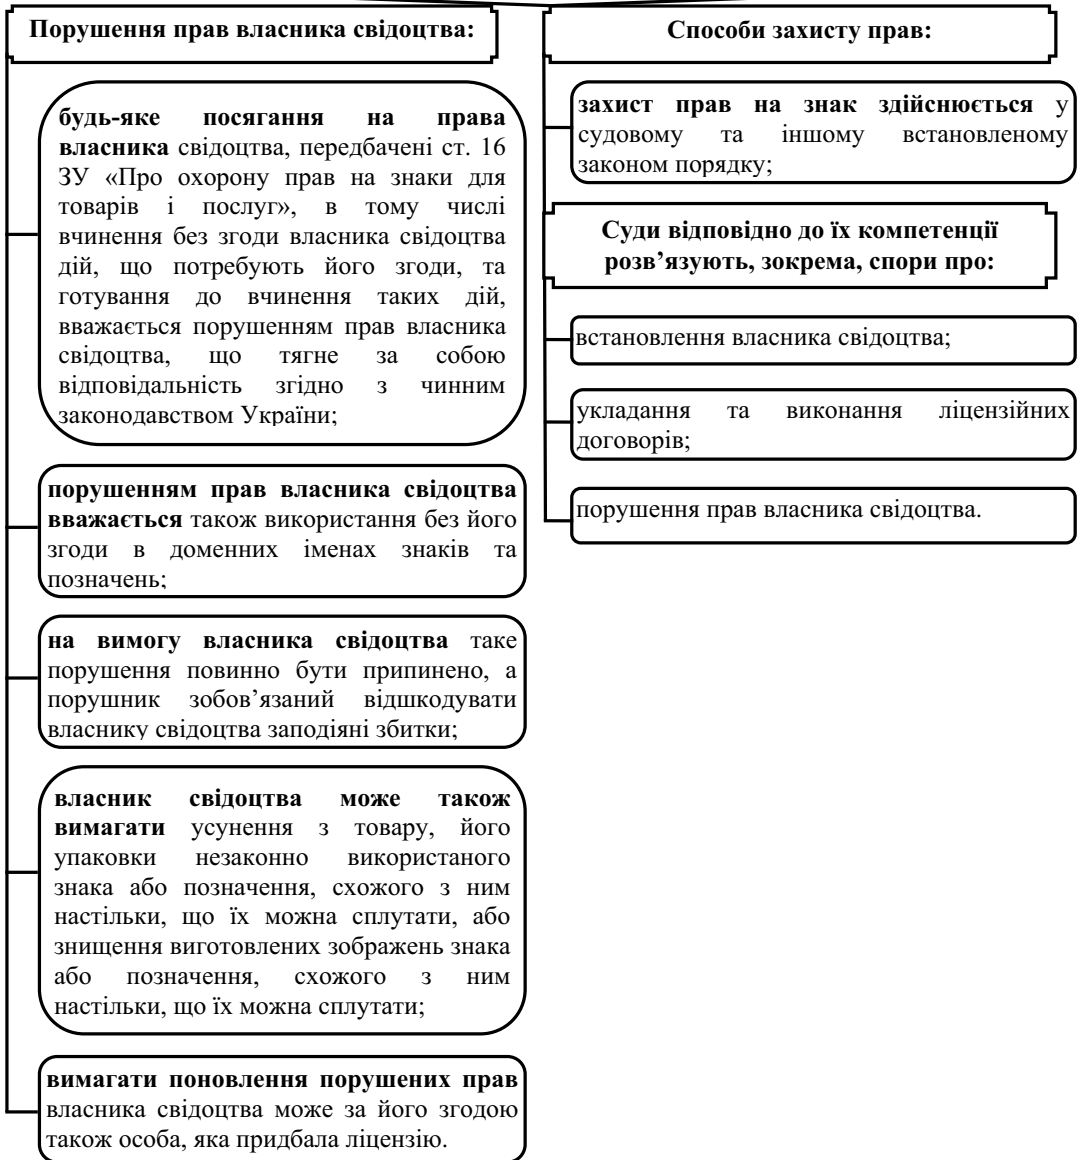 Порушення прав власника свідоцтва:
будь-яке посягання на права
власника свідоцтва, передбачені ст. 16
ЗУ «Про охорону прав на знаки для
товарів і послуг», в тому числі
вчинення без згоди власника свідоцтва
дій, що потребують його згоди, та
готування до вчинення таких дій,
вважається порушенням прав власника
свідоцтва, що тягне за собою
відповідальність згідно з чинним
законодавством України;
порушенням прав власника свідоцтва
вважається також використання без його
згоди в доменних іменах знаків та
позначень;
на вимогу власника свідоцтва таке
порушення повинно бути припинено, а
порушник зобов’язаний відшкодувати
власнику свідоцтва заподіяні збитки;
власник свідоцтва може також
вимагати усунення з товару, його
упаковки незаконно використаного
знака або позначення, схожого з ним
настільки, що їх можна сплутати, або
знищення виготовлених зображень знака
або позначення, схожого з ним
настільки, що їх можна сплутати;
вимагати поновлення порушених прав
власника свідоцтва може за його згодою
також особа, яка придбала ліцензію.
Способи захисту прав:
захист прав на знак здійснюється у
судовому та іншому встановленому
законом порядку;
Суди відповідно до їх компетенції
розв’язують, зокрема, спори про:
встановлення власника свідоцтва;
укладання та виконання ліцензійних
договорів;
порушення прав власника свідоцтва.